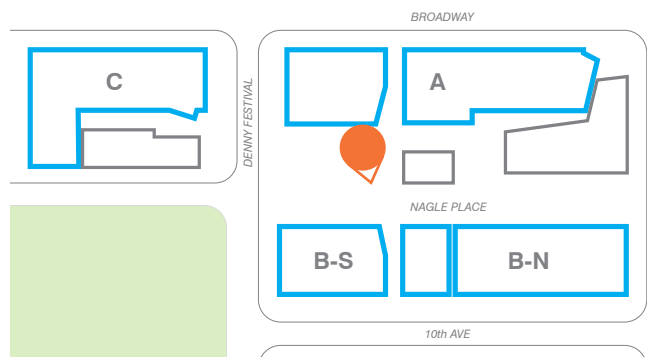 BROADWAY
C
A
DENNY FESTIVAL
NAGLE PLACE
B-S
B-N
10th AVE